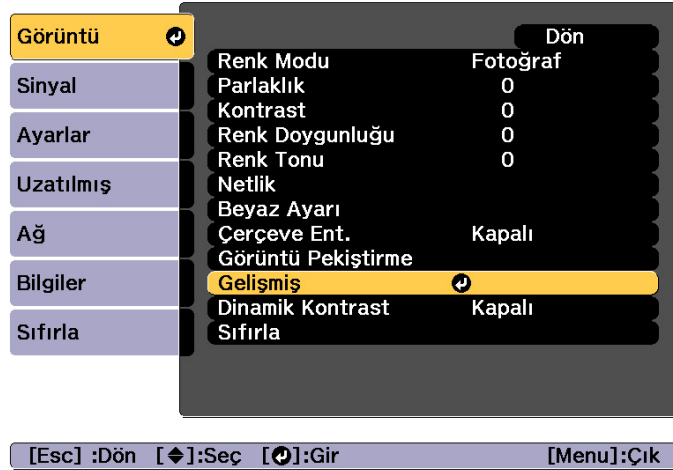 Görüntü
Sinyal
Ayarlar
Uzatılmış
Ağ
Bilgiler
Sıfırla
Dön
Renk Modu Fotoğraf
Parlaklık 0
Kontrast 0
Renk Doygunluğu 0
Renk Tonu 0
Netlik
Beyaz Ayarı
Çerçeve Ent. Kapalı
Görüntü Pekiştirme
Gelişmiş
Dinamik Kontrast Kapalı
Sıfırla
[Esc] :Dön [◆]:Seç [↵]:Gir [Menu]:Çık